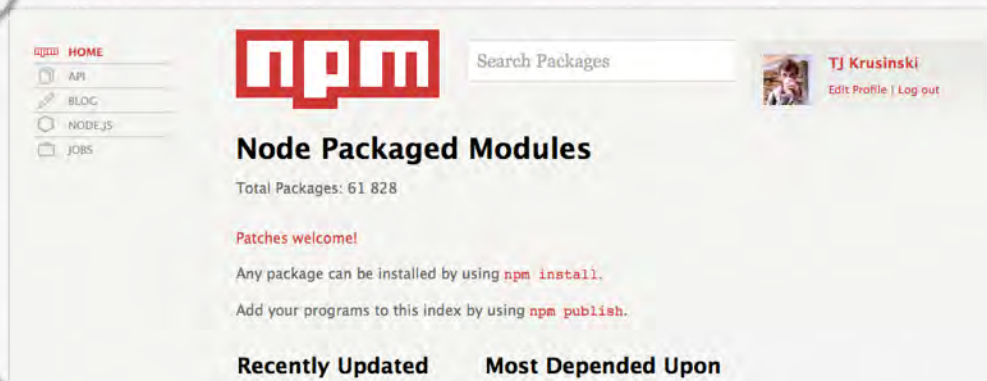 npm HOME
API
BLOG
NODE.JS
JOBS
npm
Search Packages
TJ Krusinski
Edit Profile | Log out
Node Packaged Modules
Total Packages: 61 828
Patches welcome!
Any package can be installed by using npm install.
Add your programs to this index by using npm publish.
Recently Updated
Most Depended Upon